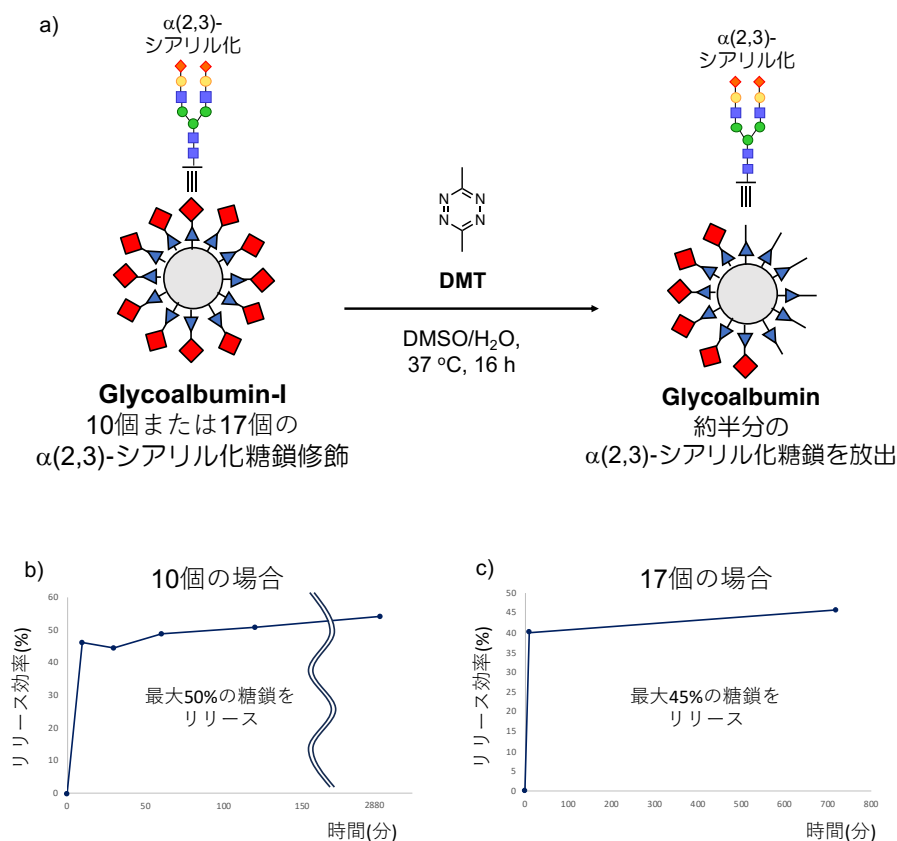 a)
α(2,3)-
シアリル化
α(2,3)-
シアリル化
N
N
N
N
DMT
DMSO/H2O,
37 ºC, 16 h
Glycoalbumin-I
10個または17個の
α(2,3)-シアリル化糖鎖修飾
Glycoalbumin
約半分の
α(2,3)-シアリル化糖鎖を放出
b)
10個の場合
リリース効率(%)
60
50
40
30
20
10
0
最大50%の糖鎖を
リリース
0
50
100
150
2880
時間(分)
c)
17個の場合
リリース効率(%)
50
45
40
35
30
25
20
15
10
5
0
最大45%の糖鎖を
リリース
0
100
200
300
400
500
600
700
800
時間(分)